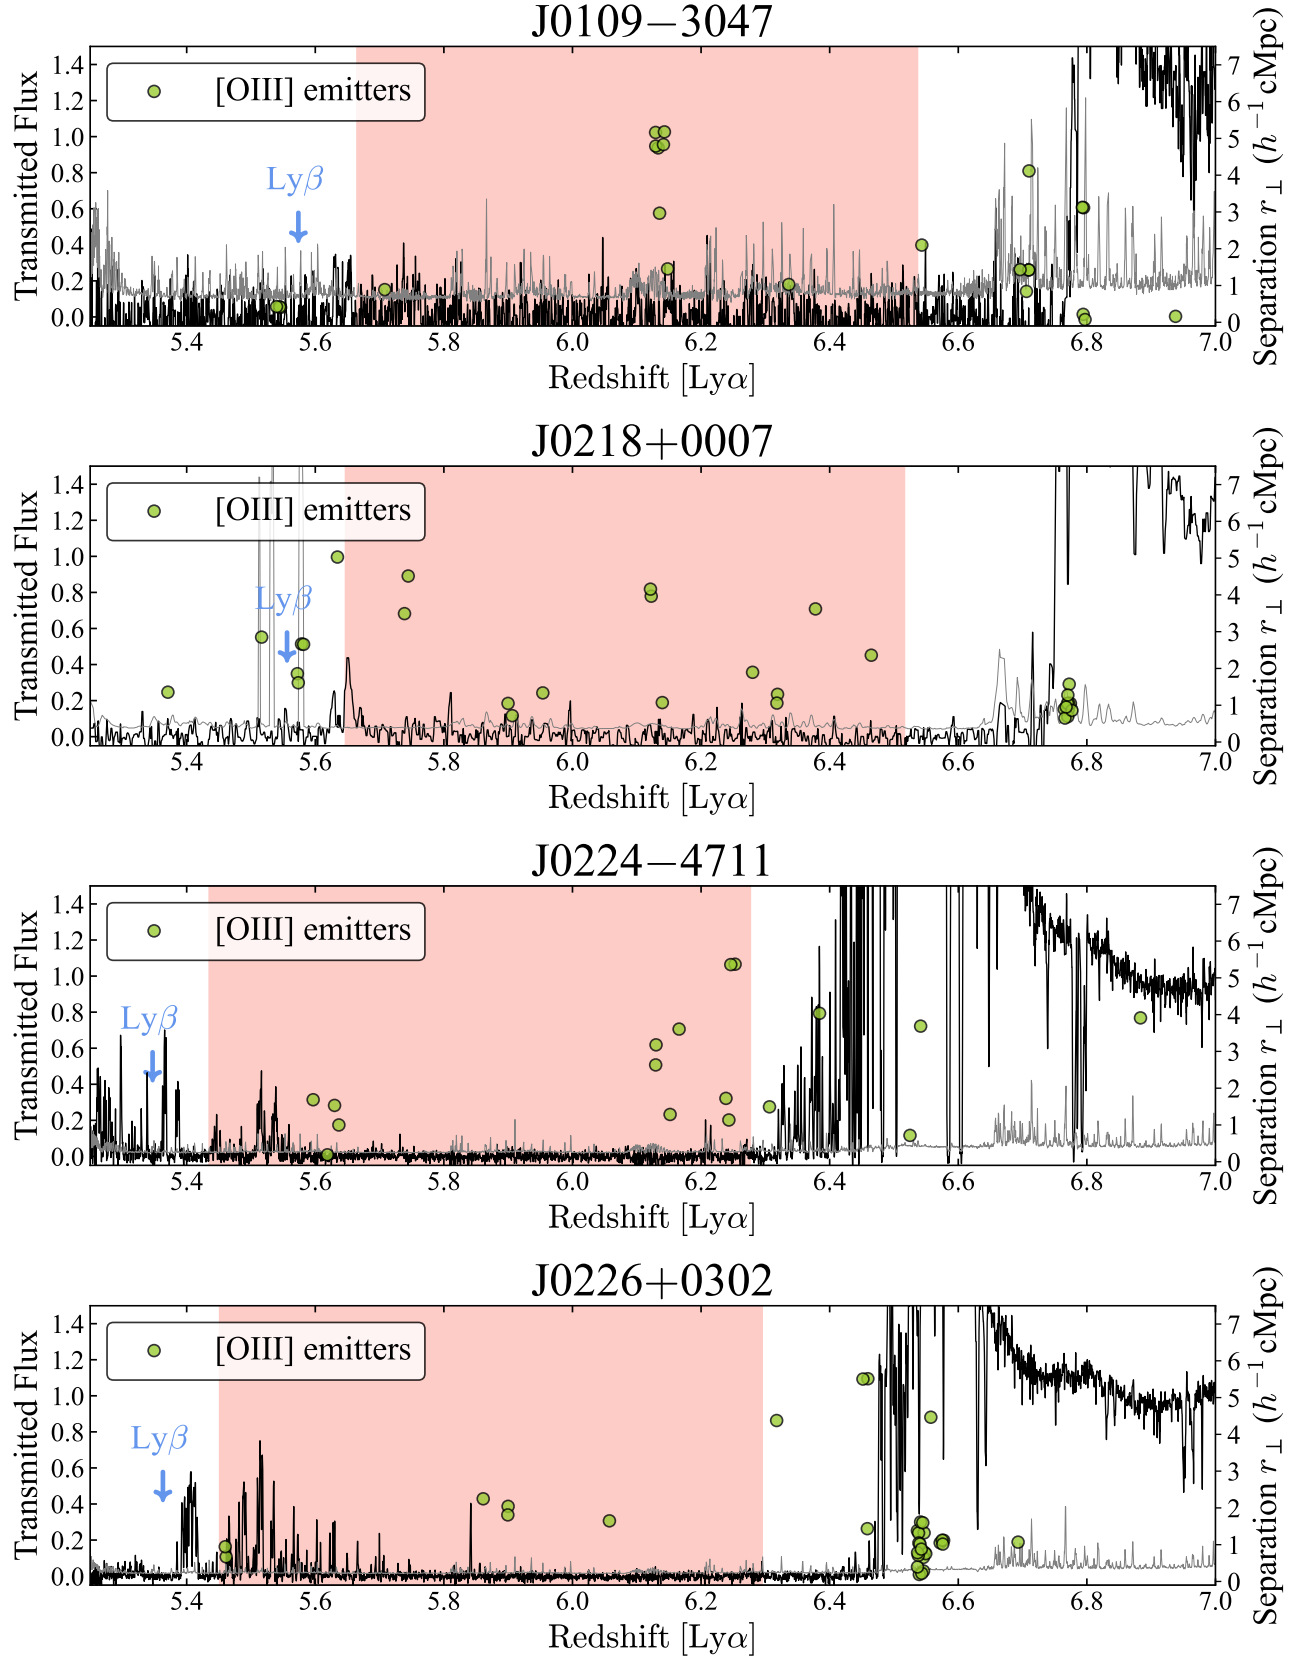 J0109−3047
[OIII] emitters
Lyβ
Transmitted Flux
0.0 0.2 0.4 0.6 0.8 1.0 1.2 1.4
Separation r⊥ (h⁻¹ cMpc)
0 1 2 3 4 5 6 7
5.4 5.6 5.8 6.0 6.2 6.4 6.6 6.8 7.0
Redshift [Lyα]
J0218+0007
[OIII] emitters
Lyβ
Transmitted Flux
0.0 0.2 0.4 0.6 0.8 1.0 1.2 1.4
Separation r⊥ (h⁻¹ cMpc)
0 1 2 3 4 5 6 7
5.4 5.6 5.8 6.0 6.2 6.4 6.6 6.8 7.0
Redshift [Lyα]
J0224−4711
[OIII] emitters
Lyβ
Transmitted Flux
0.0 0.2 0.4 0.6 0.8 1.0 1.2 1.4
Separation r⊥ (h⁻¹ cMpc)
0 1 2 3 4 5 6 7
5.4 5.6 5.8 6.0 6.2 6.4 6.6 6.8 7.0
Redshift [Lyα]
J0226+0302
[OIII] emitters
Lyβ
Transmitted Flux
0.0 0.2 0.4 0.6 0.8 1.0 1.2 1.4
Separation r⊥ (h⁻¹ cMpc)
0 1 2 3 4 5 6 7
5.4 5.6 5.8 6.0 6.2 6.4 6.6 6.8 7.0
Redshift [Lyα]